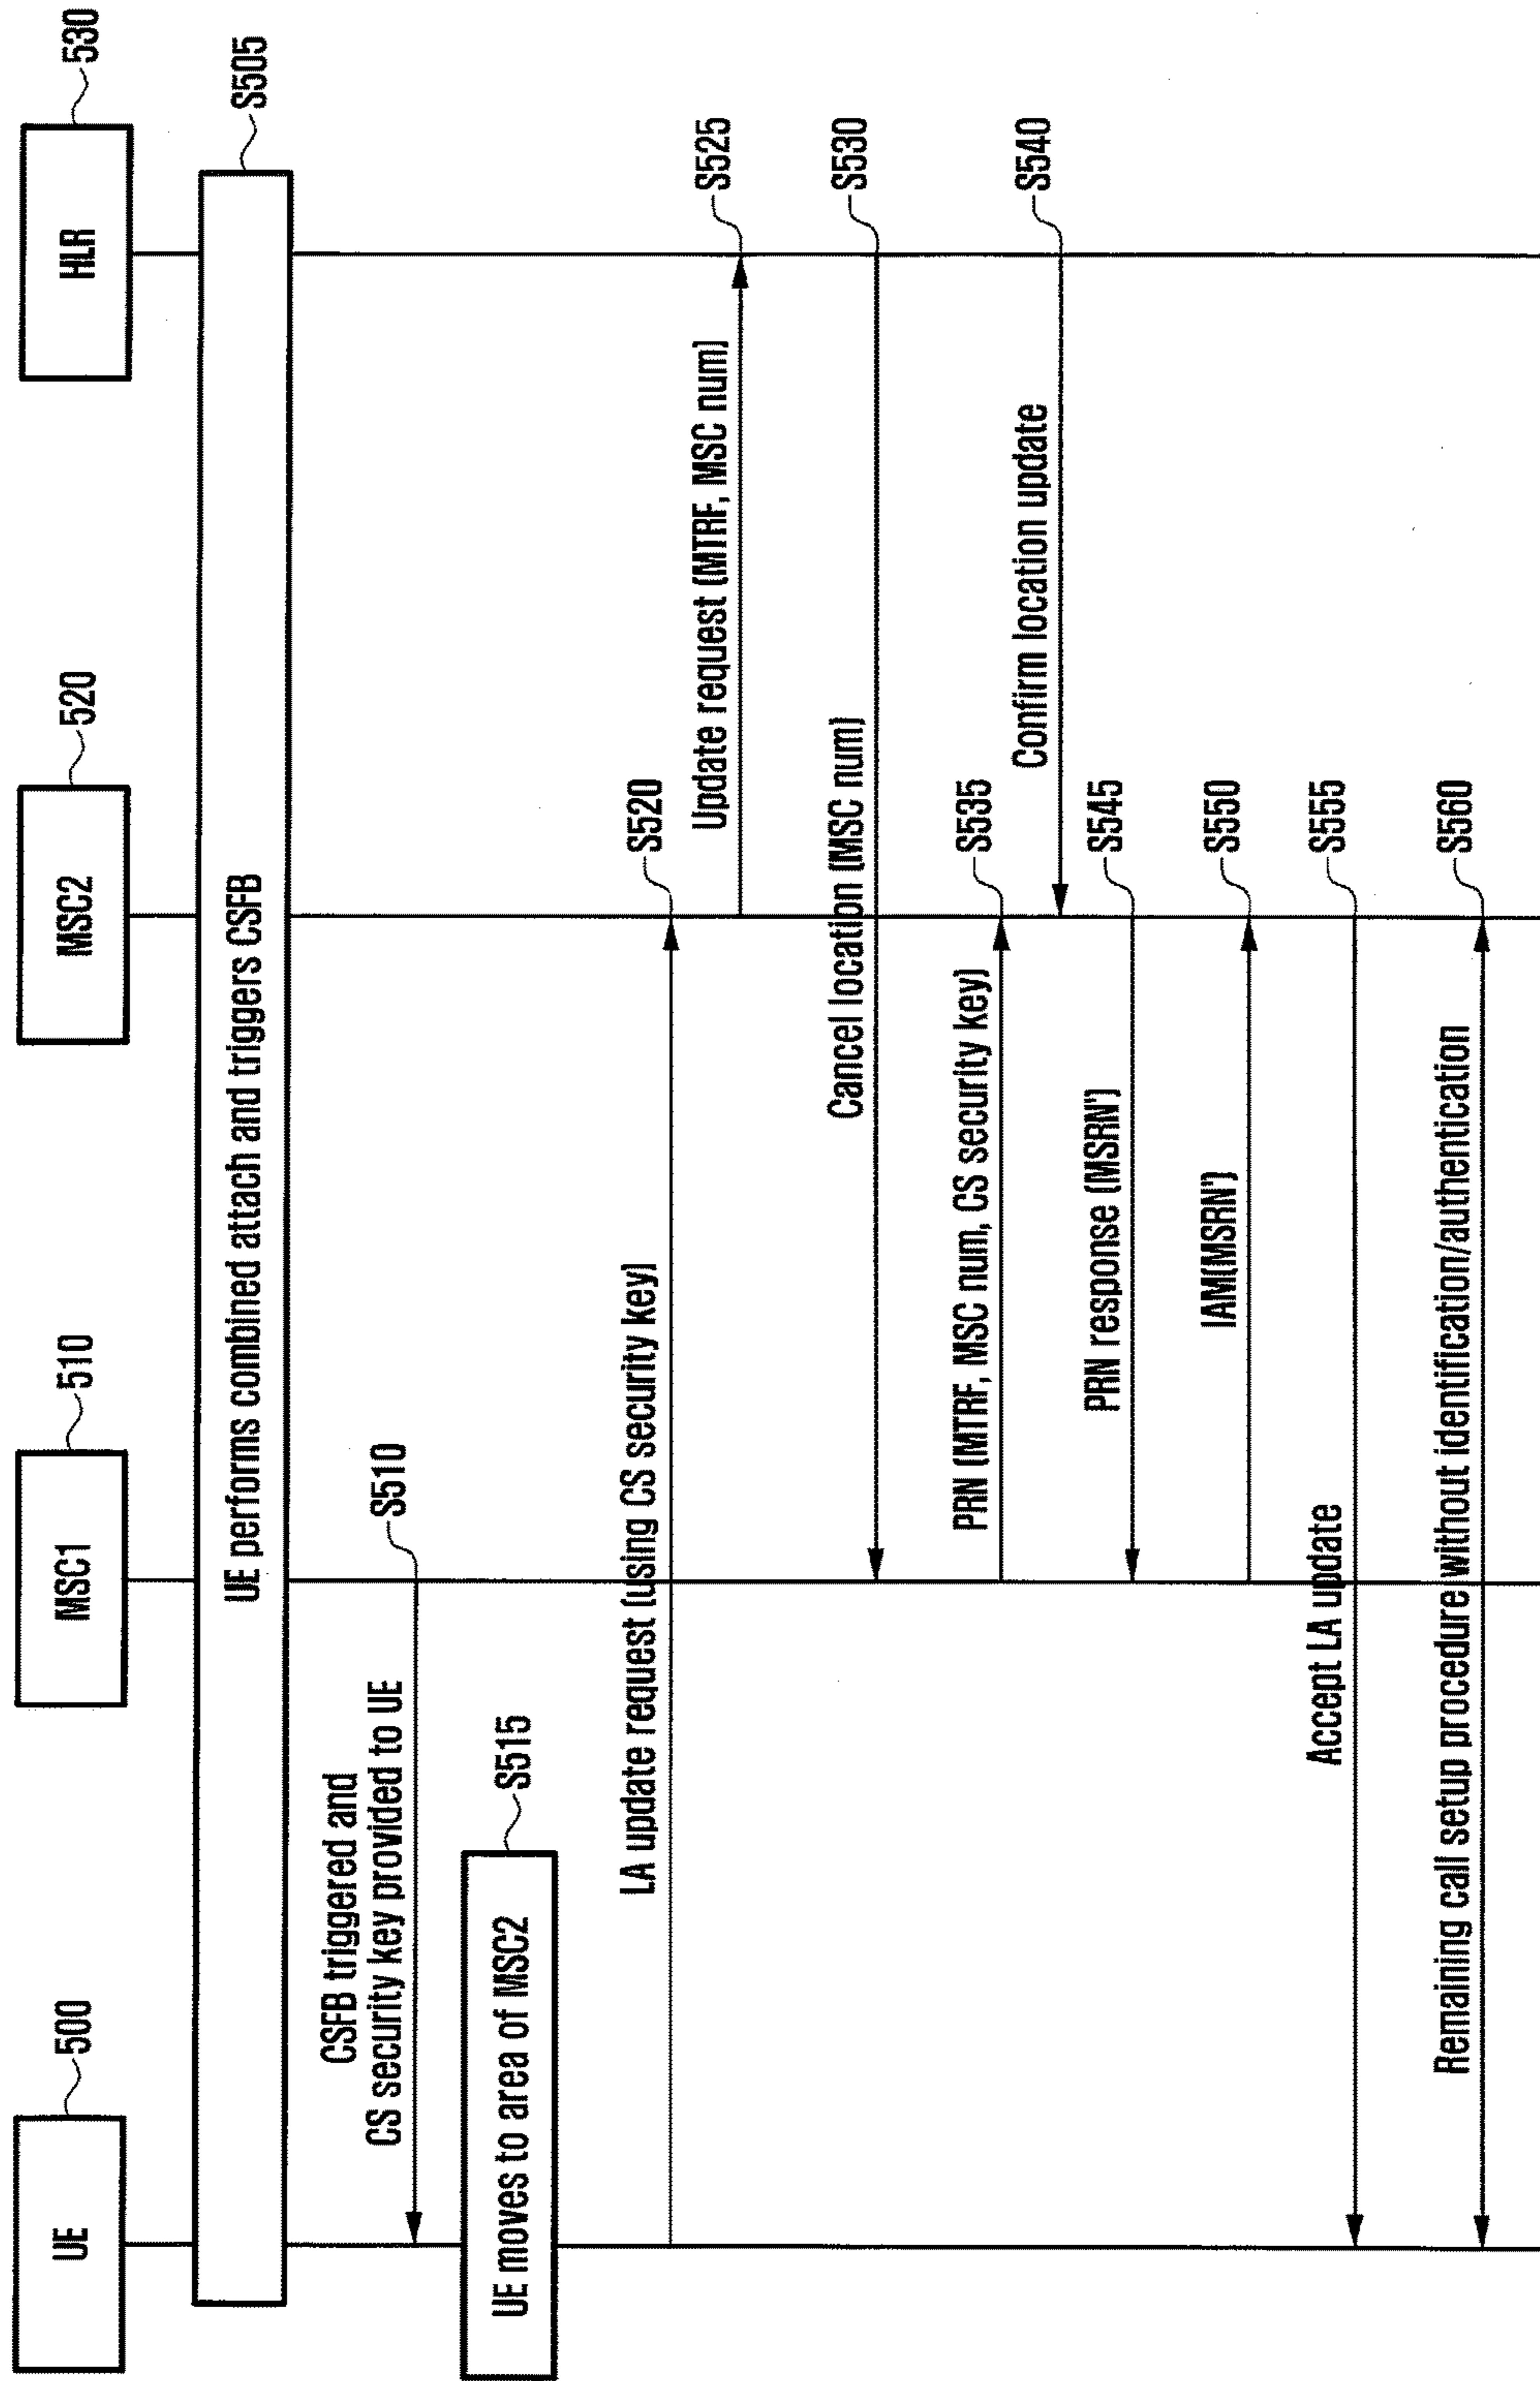 UE
500
MSC1
510
MSC2
520
HLR
530
UE performs combined attach and triggers CSFB
S505
CSFB triggered and
CS security key provided to UE
S510
UE moves to area of MSC2
S515
LA update request (using CS security key)
S520
Update request (MTRF, MSC num)
S525
Cancel location (MSC num)
S530
PRN (MTRF, MSC num, CS security key)
S535
Confirm location update
S540
PRN response (MSRN')
S545
IAM(MSRN')
S550
Accept LA update
S555
Remaining call setup procedure without identification/authentication
S560